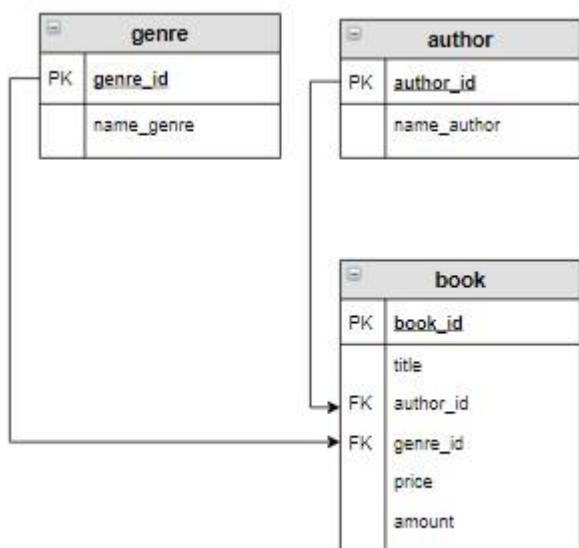 genre
PK genre_id
name_genre
author
PK author_id
name_author
book
PK book_id
title
FK author_id
FK genre_id
price
amount